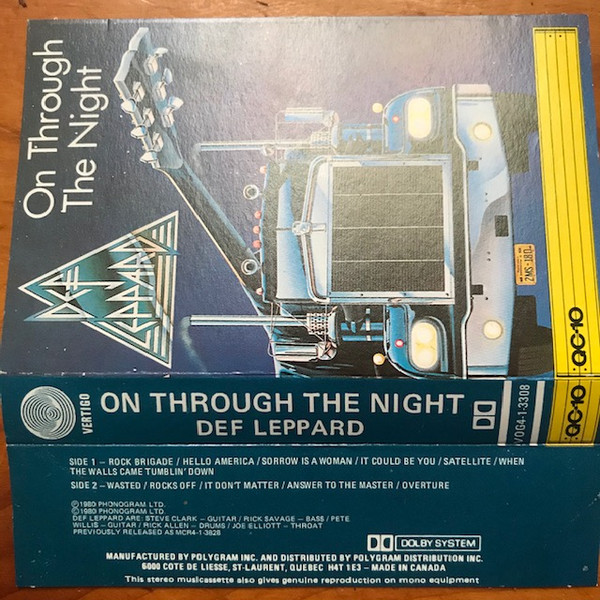 On Through
The Night
DEF
LEPPARD
ZMS-180
:QC-10
:QC-10
VERTIGO
ON THROUGH THE NIGHT
DEF LEPPARD
VOG4-1-3308
SIDE 1 – ROCK BRIGADE / HELLO AMERICA / SORROW IS A WOMAN / IT COULD BE YOU / SATELLITE / WHEN
THE WALLS CAME TUMBLIN' DOWN
SIDE 2 – WASTED / ROCKS OFF / IT DON'T MATTER / ANSWER TO THE MASTER / OVERTURE
Ⓟ 1980 PHONOGRAM LTD.
© 1980 PHONOGRAM LTD.
DEF LEPPARD ARE: STEVE CLARK – GUITAR / RICK SAVAGE – BASS / PETE
WILLIS – GUITAR / RICK ALLEN – DRUMS / JOE ELLIOTT – THROAT
PREVIOUSLY RELEASED AS MCR4-1-3828
DOLBY SYSTEM
MANUFACTURED BY POLYGRAM INC. AND DISTRIBUTED BY POLYGRAM DISTRIBUTION INC.
6000 COTE DE LIESSE, ST-LAURENT, QUEBEC H4T 1E3 – MADE IN CANADA
This stereo musicassette also gives genuine reproduction on mono equipment